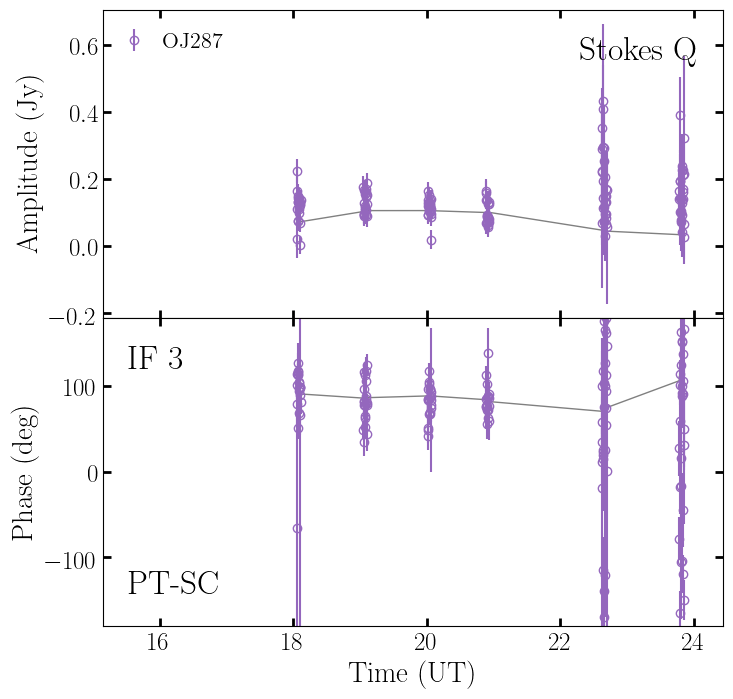 OJ287
Stokes Q
0.6
0.4
0.2
0.0
−0.2
Amplitude (Jy)
IF 3
100
0
−100
Phase (deg)
PT-SC
16 18 20 22 24
Time (UT)